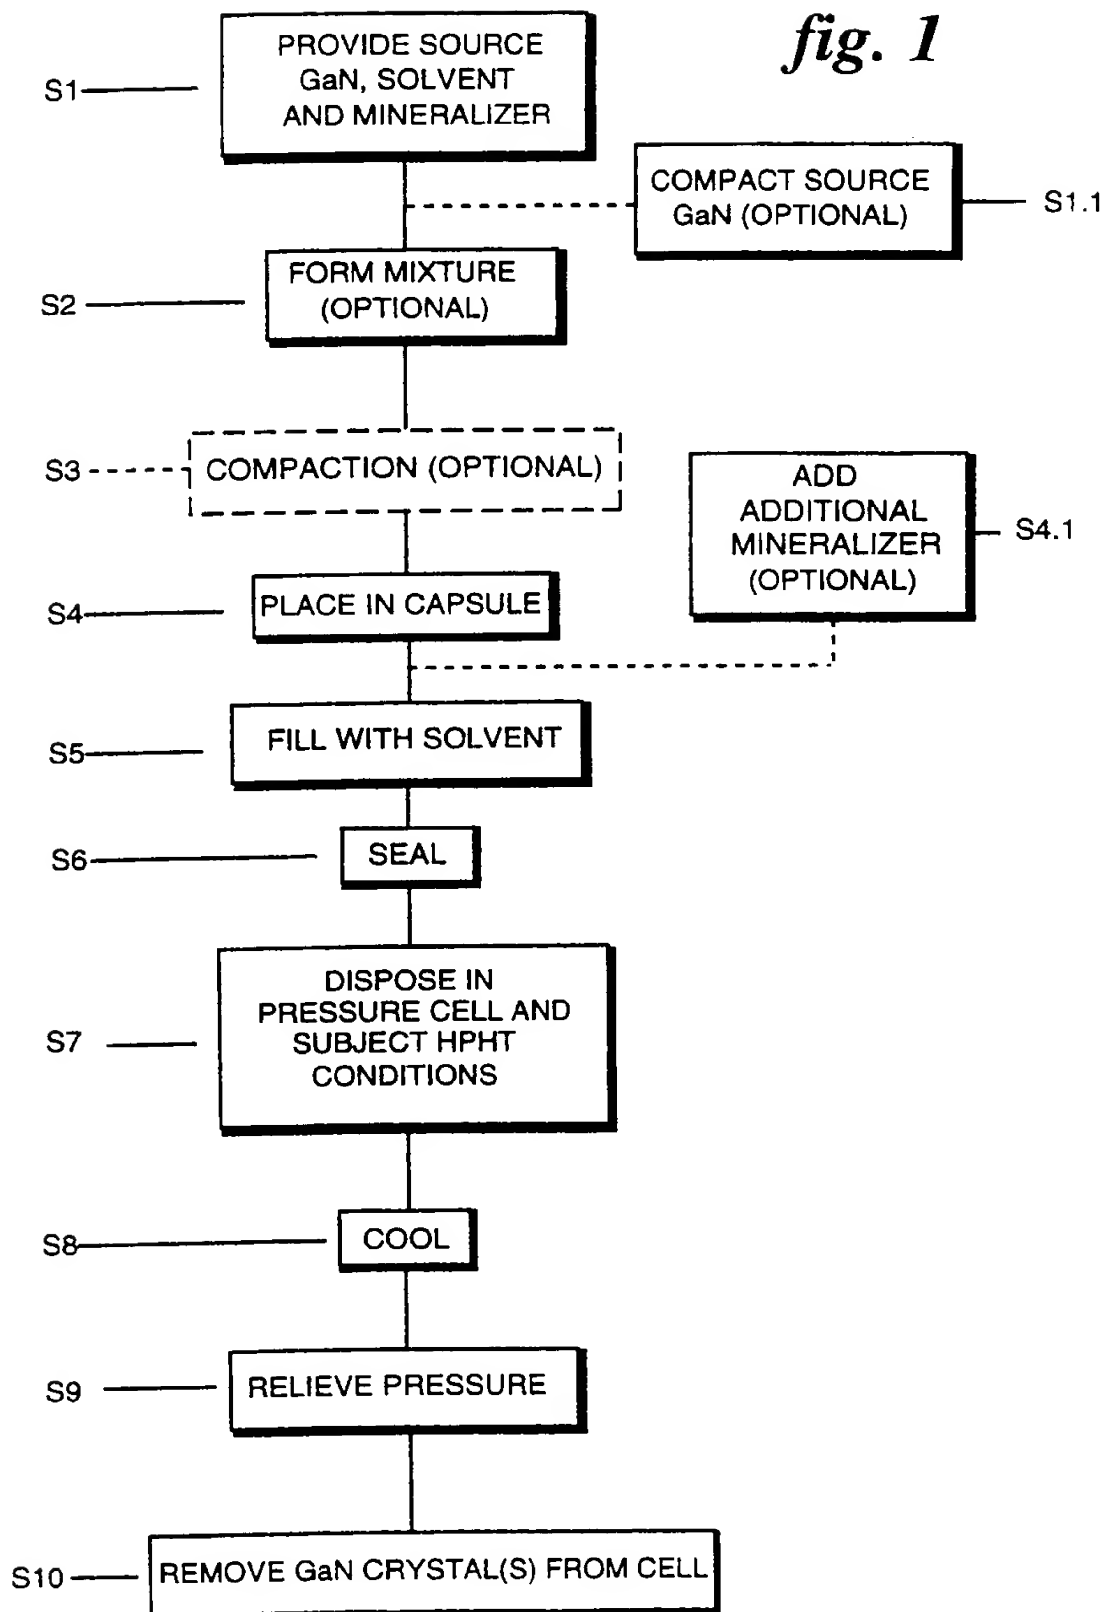 fig. 1
S1
PROVIDE SOURCE
GaN, SOLVENT
AND MINERALIZER
COMPACT SOURCE
GaN (OPTIONAL)
S1.1
S2
FORM MIXTURE
(OPTIONAL)
S3
COMPACTION (OPTIONAL)
ADD
ADDITIONAL
MINERALIZER
(OPTIONAL)
S4.1
S4
PLACE IN CAPSULE
S5
FILL WITH SOLVENT
S6
SEAL
S7
DISPOSE IN
PRESSURE CELL AND
SUBJECT HPHT
CONDITIONS
S8
COOL
S9
RELIEVE PRESSURE
S10
REMOVE GaN CRYSTAL(S) FROM CELL